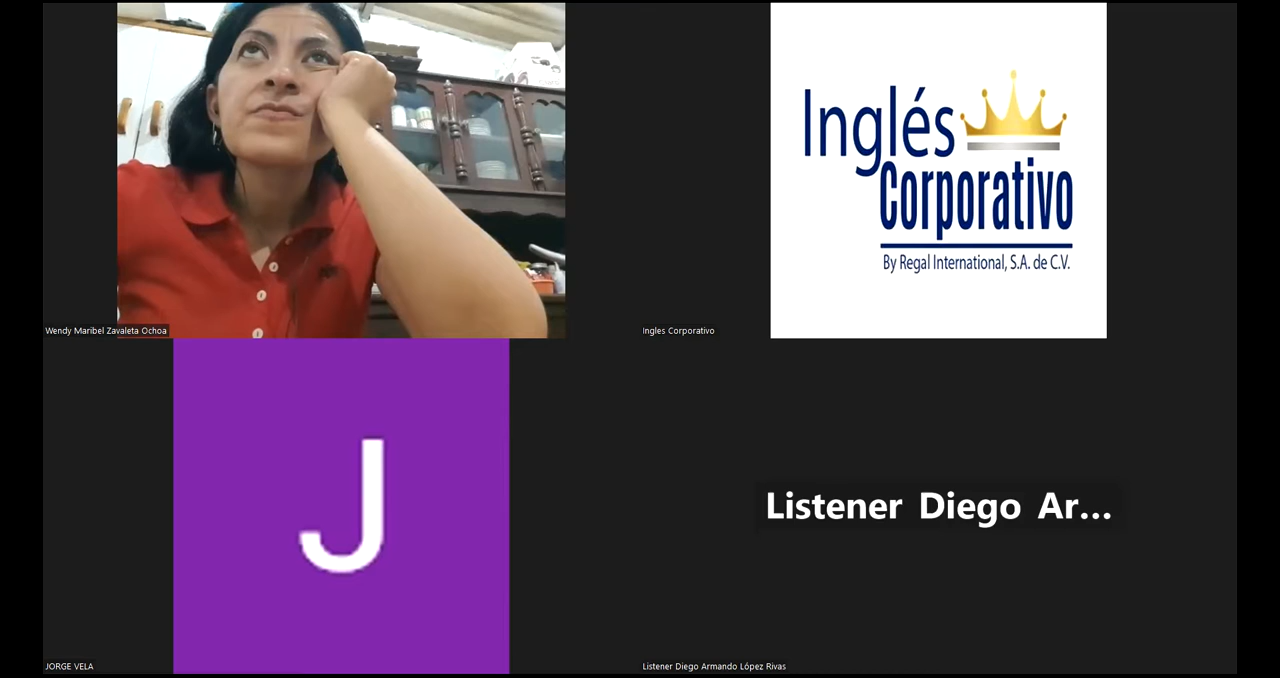 Wendy Maribel Zavaleta Ochoa
Inglés
Corporativo
By Regal International, S.A. de C.V.
Ingles Corporativo
J
JORGE VELA
Listener Diego Ar...
Listener Diego Armando López Rivas